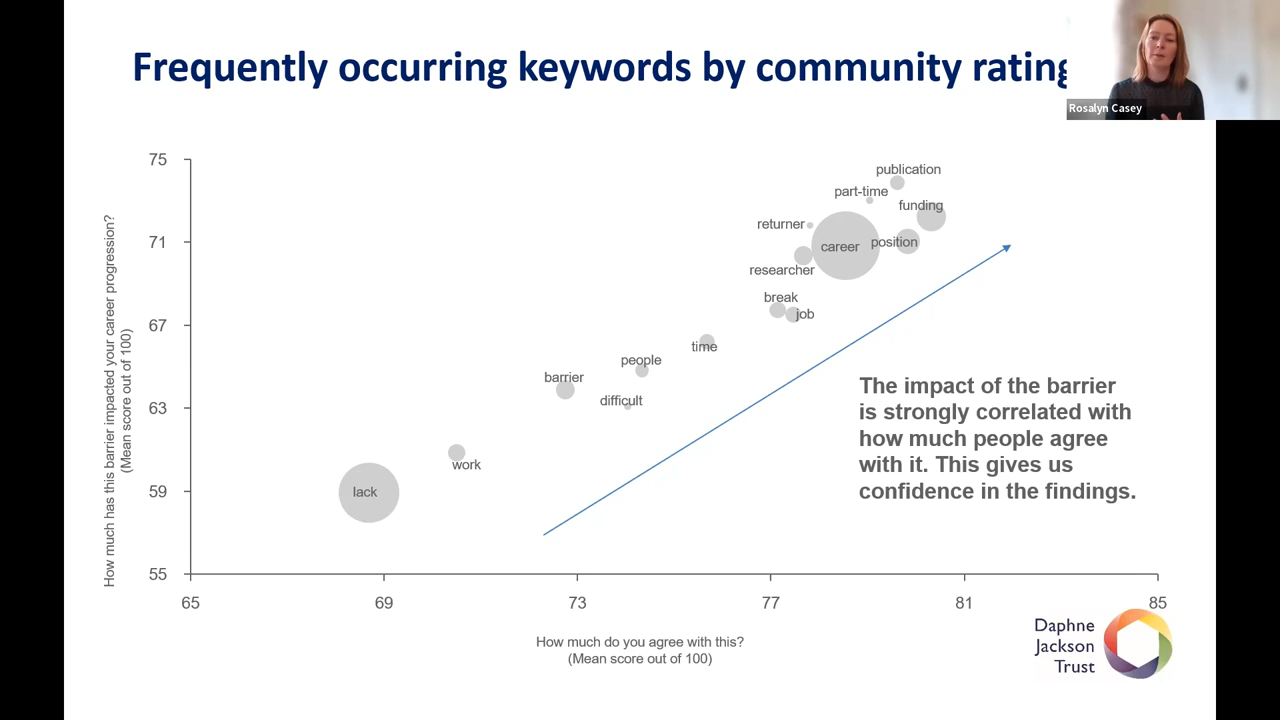 Frequently occurring keywords by community rating
Rosalyn Casey
How much has this barrier impacted your career progression?
(Mean score out of 100)
75
71
67
63
59
55
publication
part-time
funding
returner
career
position
researcher
break
job
time
people
barrier
difficult
work
lack
The impact of the barrier
is strongly correlated with
how much people agree
with it. This gives us
confidence in the findings.
65
69
73
77
81
85
How much do you agree with this?
(Mean score out of 100)
Daphne
Jackson
Trust